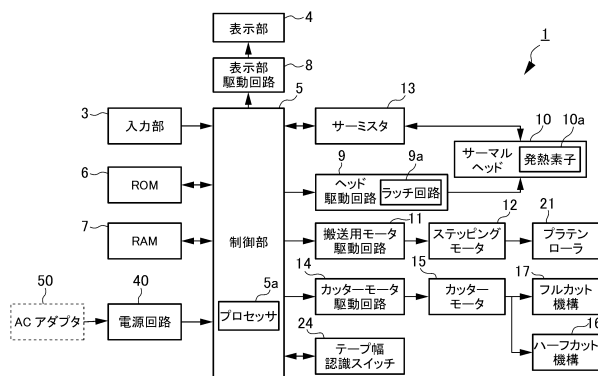 表示部
4
表示部
駆動回路
8
1
3
入力部
5
13
サーミスタ
10
10a
サーマル
ヘッド
発熱素子
6
ROM
9
9a
ヘッド
駆動回路
ラッチ回路
7
RAM
制御部
11
搬送用モータ
駆動回路
12
ステッピング
モータ
21
プラテン
ローラ
50
ACアダプタ
40
電源回路
5a
プロセッサ
14
カッターモータ
駆動回路
15
カッター
モータ
17
フルカット
機構
16
ハーフカット
機構
24
テープ幅
認識スイッチ